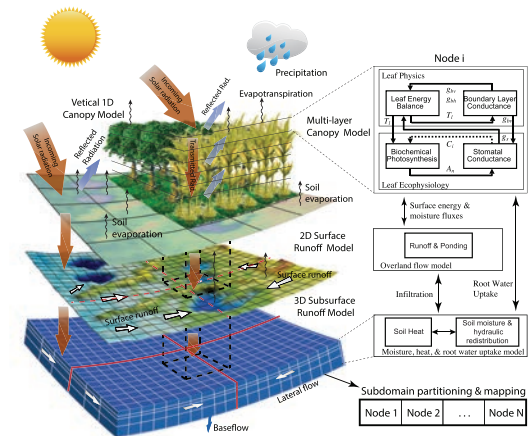 Precipitation
Incoming
Solar radiation
Reflected Rad.
Evapotranspiration
Vetical 1D
Canopy Model
Multi-layer
Canopy Model
Incoming
Solar radiation
Reflected
Radiation
Transmitted Rad.
Soil
evaporation
Soil
evaporation
2D Surface
Runoff Model
Surface runoff
Surface runoff
3D Subsurface
Runoff Model
Lateral flow
Baseflow
Node i
Leaf Physics
Leaf Energy
Balance
Boundary Layer
Conductance
Biochemical
Photosynthesis
Stomatal
Conductance
Leaf Ecophysiology
Surface energy &
moisture fluxes
Runoff & Ponding
Overland flow model
Infiltration
Root Water
Uptake
Soil Heat
Soil moisture &
hydraulic
redistribution
Moisture, heat, & root water uptake model
Subdomain partitioning & mapping
Node 1 Node 2 ... Node N